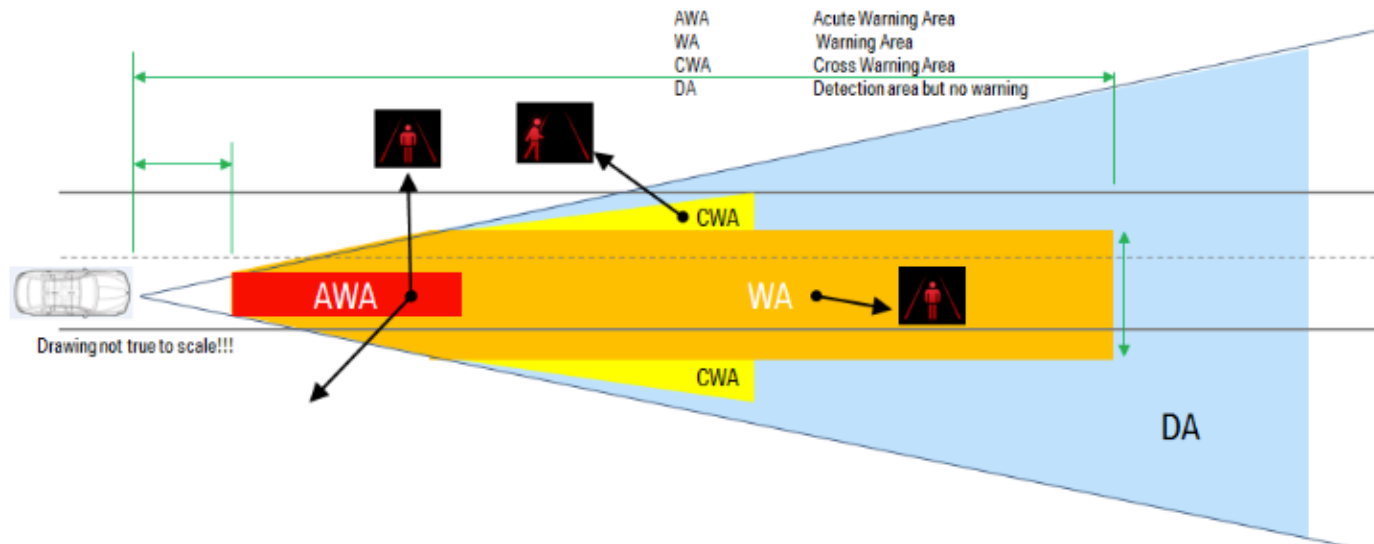 AWA Acute Warning Area
WA Warning Area
CWA Cross Warning Area
DA Detection area but no warning
CWA
AWA
WA
Drawing not true to scale!!!
CWA
DA